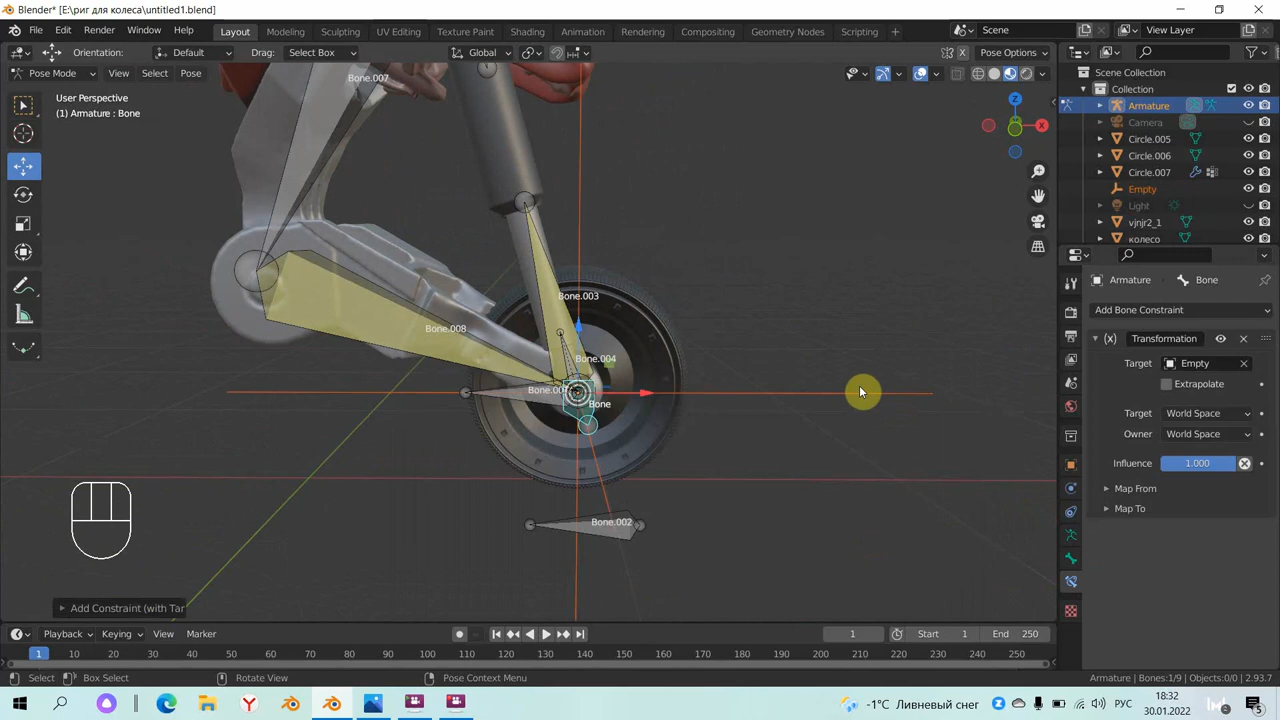 Blender* [E:\риг для колеса\untitled1.blend]
File Edit Render Window Help Layout Modeling Sculpting UV Editing Texture Paint Shading Animation Rendering Compositing Geometry Nodes Scripting + Scene View Layer
Orientation: Default Drag: Select Box Global Pose Options
Pose Mode View Select Pose
User Perspective
(1) Armature : Bone
Bone.007
Bone.003
Bone.008
Bone.004
Bone
Bone.002
Z
X
Scene Collection
Collection
Armature
Camera
Circle.005
Circle.006
Circle.007
Empty
Light
vjnjr2_1
колесо
Armature Bone
Add Bone Constraint
Transformation
Target Empty
Extrapolate
Target World Space
Owner World Space
Influence 1.000
Map From
Map To
Add Constraint (with Tar
Playback Keying View Marker 1 Start 1 End 250
1 10 20 30 40 50 60 70 80 90 100 110 120 130 140 150 160 170 180 190 200 210 220 230 240 250
Select Box Select Rotate View Pose Context Menu Armature | Bones:1/9 | Objects:0/0 | 2.93.7
-1°C Ливневый снег РУС 18:32
30.01.2022 5